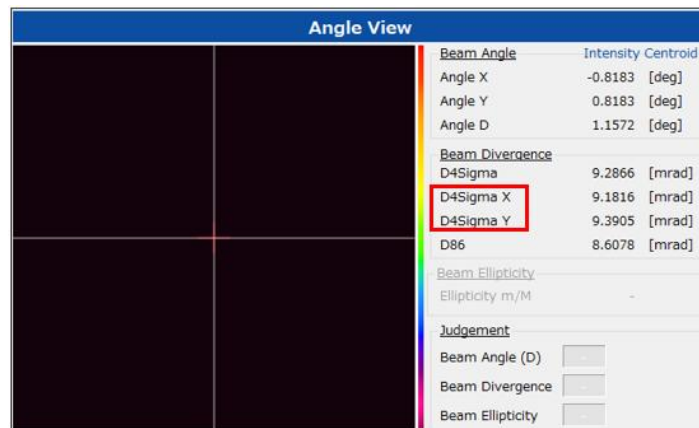 Angle View
Beam Angle Intensity Centroid
Angle X -0.8183 [deg]
Angle Y 0.8183 [deg]
Angle D 1.1572 [deg]
Beam Divergence
D4Sigma 9.2866 [mrad]
D4Sigma X 9.1816 [mrad]
D4Sigma Y 9.3905 [mrad]
D86 8.6078 [mrad]
Beam Ellipticity
Ellipticity m/M -
Judgement
Beam Angle (D) -
Beam Divergence -
Beam Ellipticity -